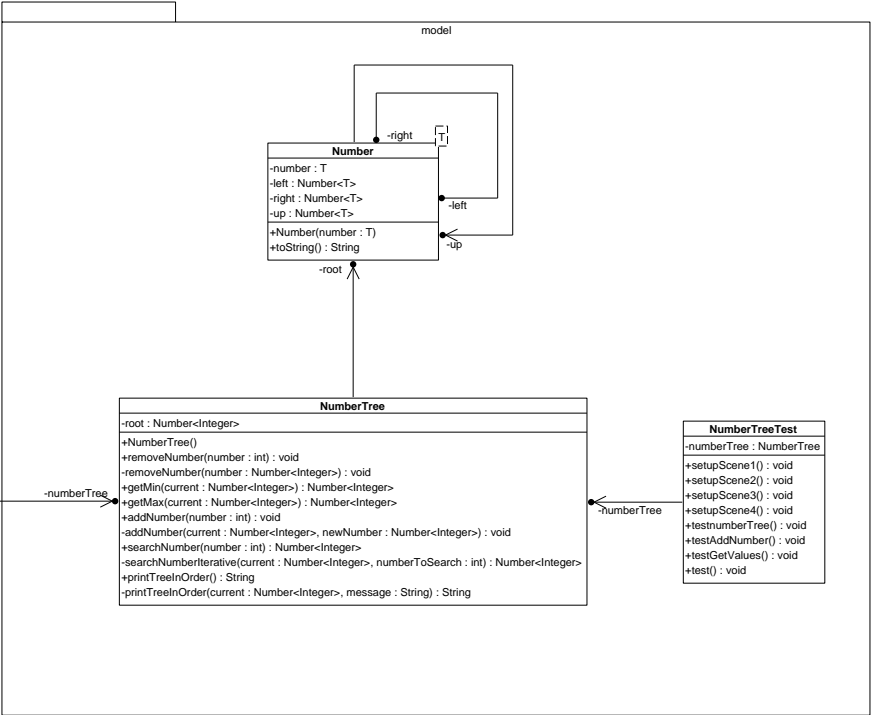 model
-right
T
Number
-number : T
-left : Number<T>
-right : Number<T>
-up : Number<T>
+Number(number : T)
+toString() : String
-left
-up
-root
NumberTree
-root : Number<Integer>
+NumberTree()
+removeNumber(number : int) : void
-removeNumber(number : Number<Integer>) : void
+getMin(current : Number<Integer>) : Number<Integer>
+getMax(current : Number<Integer>) : Number<Integer>
+addNumber(number : int) : void
-addNumber(current : Number<Integer>, newNumber : Number<Integer>) : void
+searchNumber(number : int) : Number<Integer>
-searchNumberIterative(current : Number<Integer>, numberToSearch : int) : Number<Integer>
+printTreeInOrder() : String
-printTreeInOrder(current : Number<Integer>, message : String) : String
-numberTree
-numberTree
NumberTreeTest
-numberTree : NumberTree
+setupScene1() : void
+setupScene2() : void
+setupScene3() : void
+setupScene4() : void
+testnumberTree() : void
+testAddNumber() : void
+testGetValues() : void
+test() : void